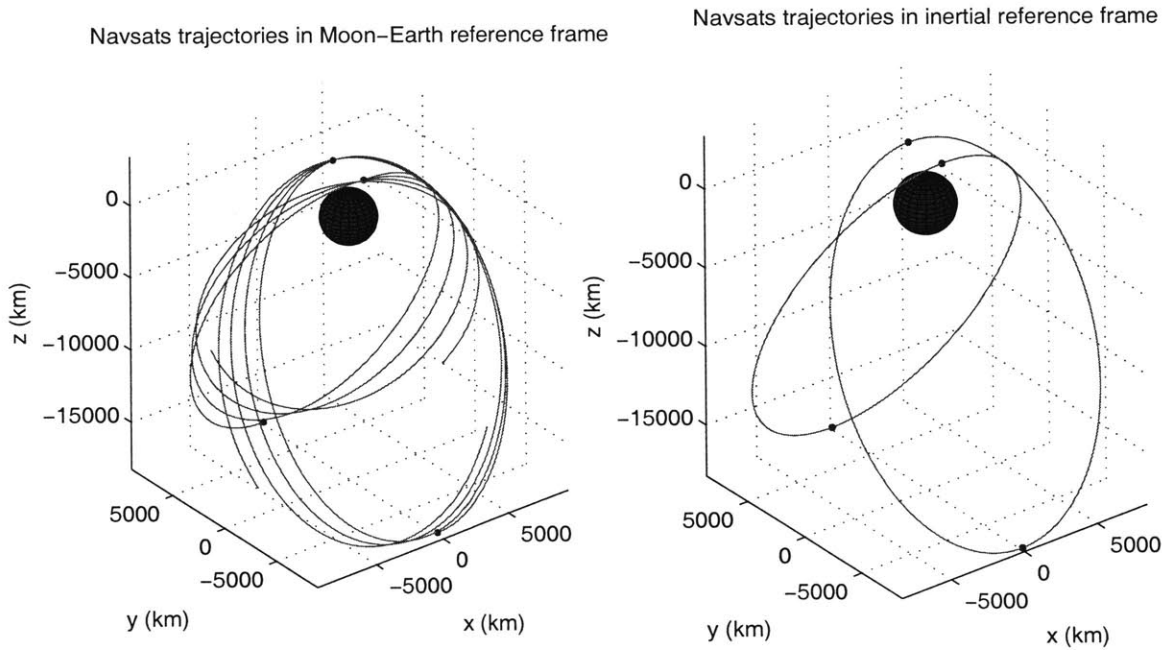 Navsats trajectories in Moon−Earth reference frame
0
−5000
−10000
−15000
z (km)
5000
0
−5000
y (km)
5000
0
−5000
x (km)
Navsats trajectories in inertial reference frame
0
−5000
−10000
−15000
z (km)
5000
0
−5000
y (km)
5000
0
−5000
x (km)